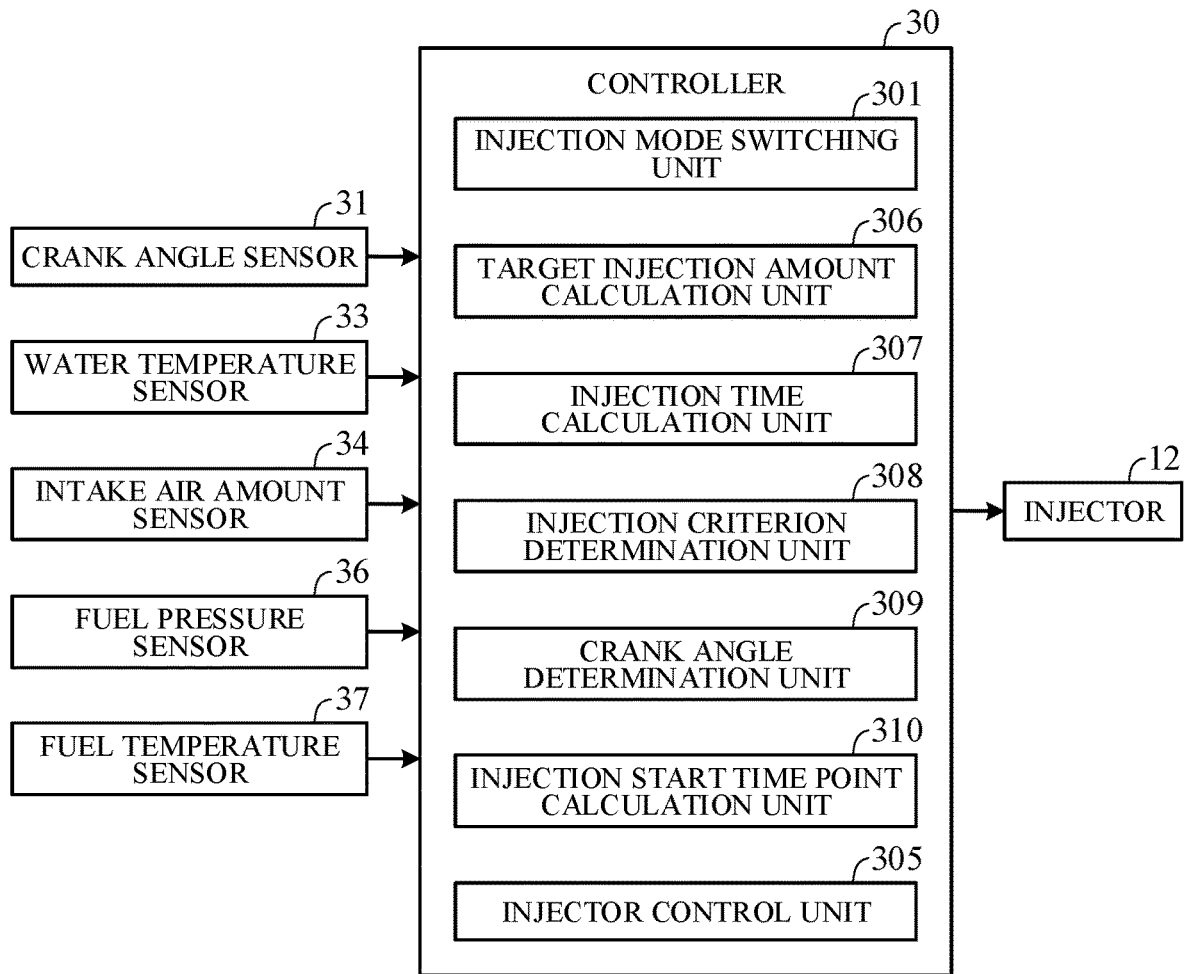 30
CONTROLLER
301
INJECTION MODE SWITCHING
UNIT
31
CRANK ANGLE SENSOR
306
TARGET INJECTION AMOUNT
CALCULATION UNIT
33
WATER TEMPERATURE
SENSOR
307
INJECTION TIME
CALCULATION UNIT
34
INTAKE AIR AMOUNT
SENSOR
308
INJECTION CRITERION
DETERMINATION UNIT
12
INJECTOR
36
FUEL PRESSURE
SENSOR
309
CRANK ANGLE
DETERMINATION UNIT
37
FUEL TEMPERATURE
SENSOR
310
INJECTION START TIME POINT
CALCULATION UNIT
305
INJECTOR CONTROL UNIT